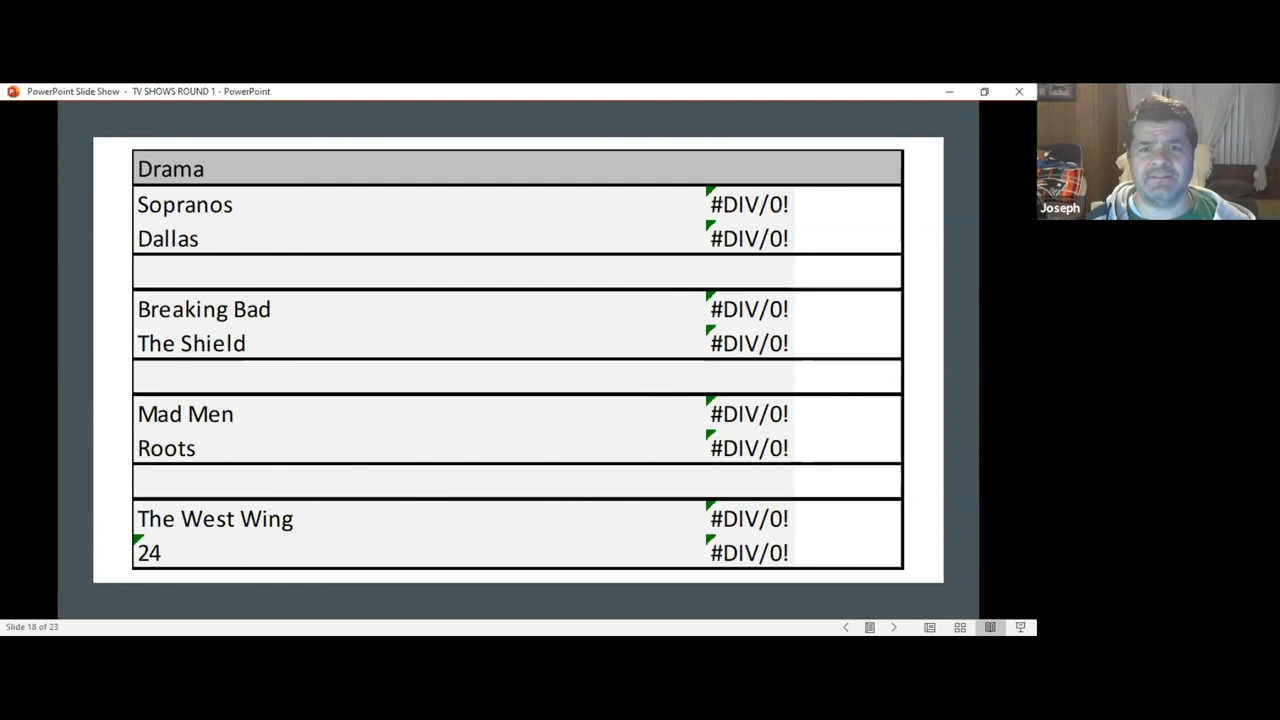 PowerPoint Slide Show - TV SHOWS ROUND 1 - PowerPoint
Drama
Sopranos #DIV/0!
Dallas #DIV/0!
Breaking Bad #DIV/0!
The Shield #DIV/0!
Mad Men #DIV/0!
Roots #DIV/0!
The West Wing #DIV/0!
24 #DIV/0!
Slide 18 of 23
Joseph